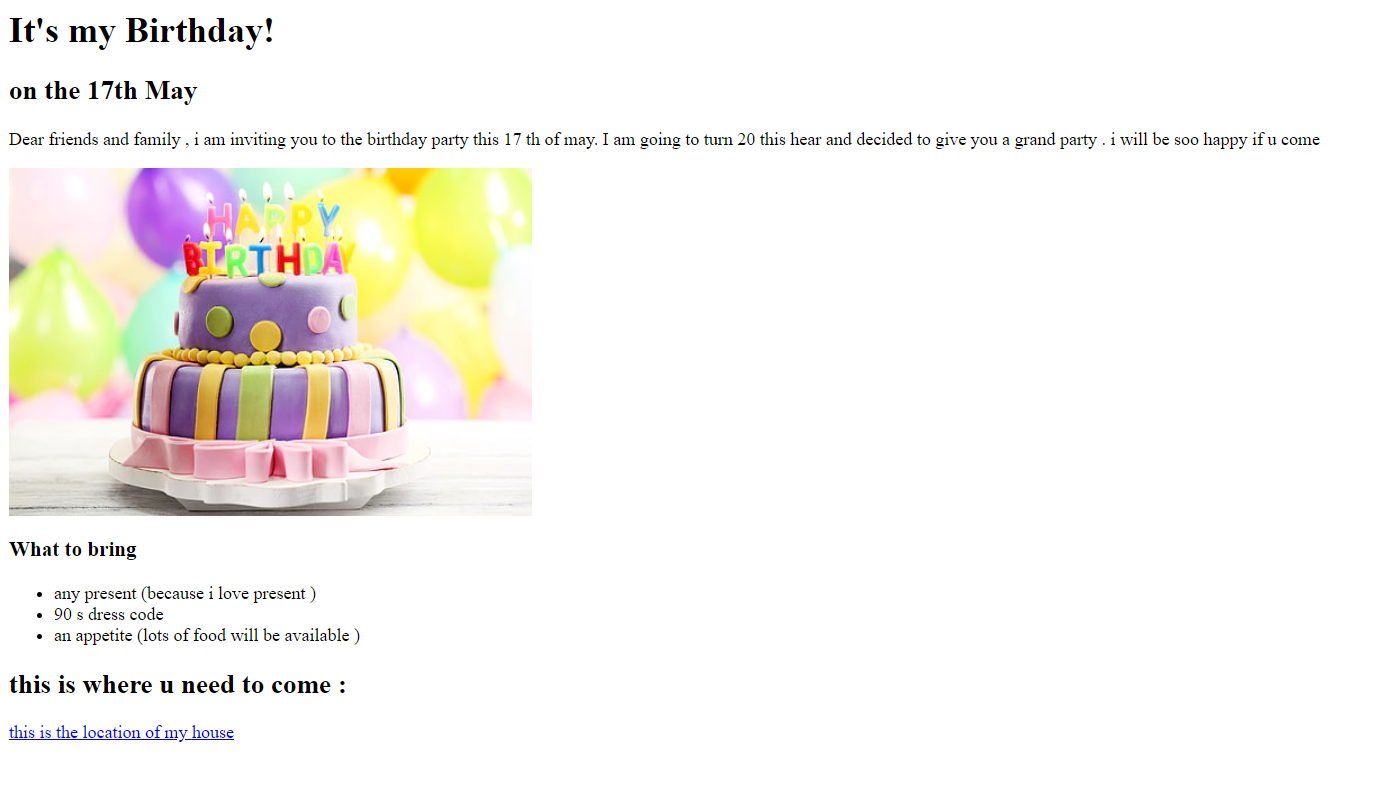 It's my Birthday!
on the 17th May
Dear friends and family , i am inviting you to the birthday party this 17 th of may. I am going to turn 20 this hear and decided to give you a grand party . i will be soo happy if u come
HAPPY
BIRTHDAY
What to bring
any present (because i love present )
90 s dress code
an appetite (lots of food will be available )
this is where u need to come :
this is the location of my house